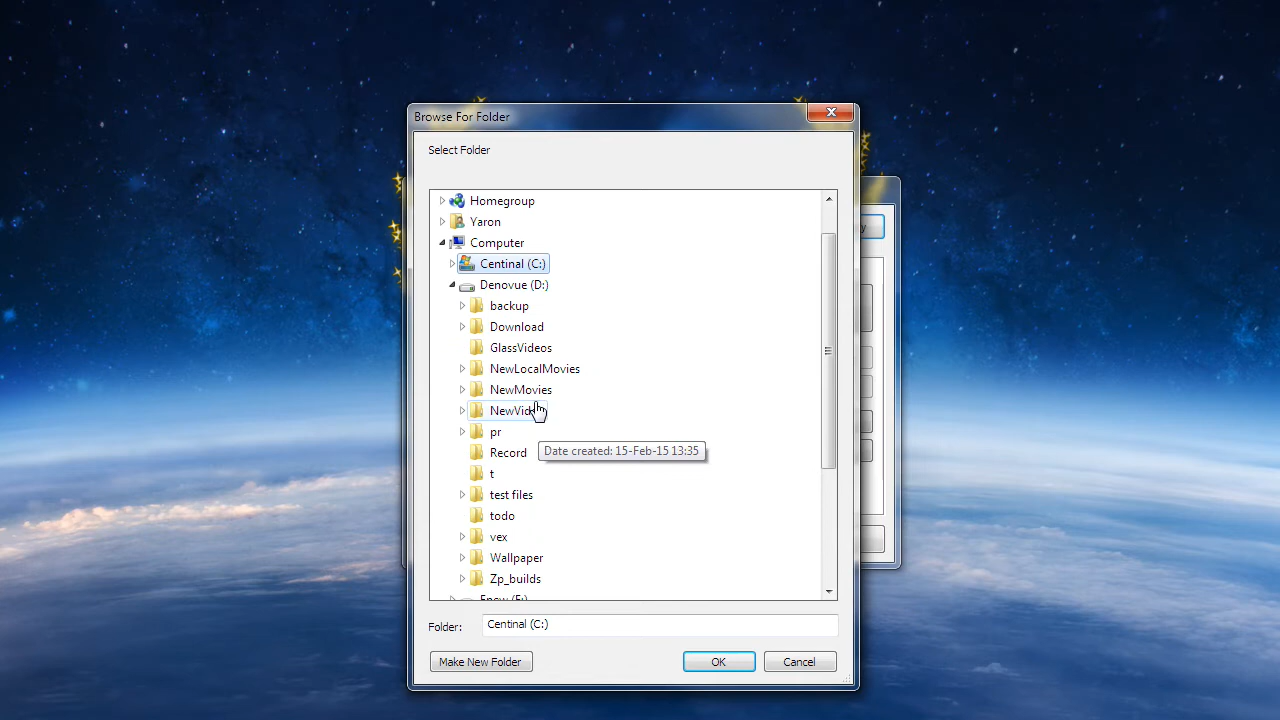 Browse For Folder
Select Folder
Homegroup
Yaron
Computer
Centinal (C:)
Denovue (D:)
backup
Download
GlassVideos
NewLocalMovies
NewMovies
pr
Record
Date created: 15-Feb-15 13:35
t
test files
todo
vex
Wallpaper
Zp_builds
Folder:
Centinal (C:)
Make New Folder
OK
Cancel